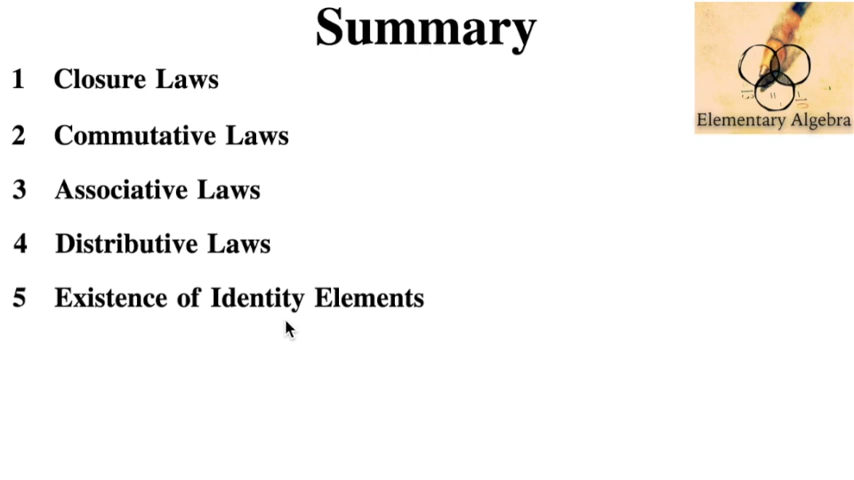 Summary
1 Closure Laws
2 Commutative Laws
3 Associative Laws
4 Distributive Laws
5 Existence of Identity Elements
Elementary Algebra